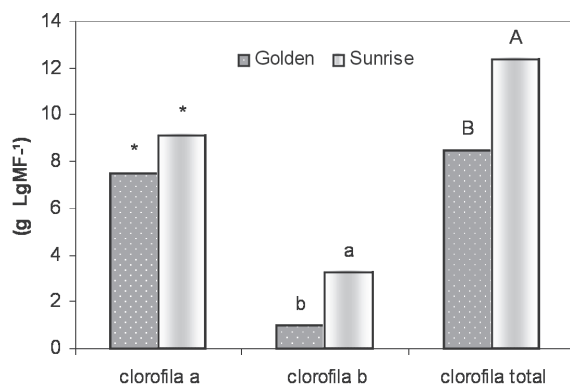 14
12
10
8
6
4
2
0
(g LgMF-¹)
Golden Sunrise
* *
b a
B A
clorofila a clorofila b clorofila total